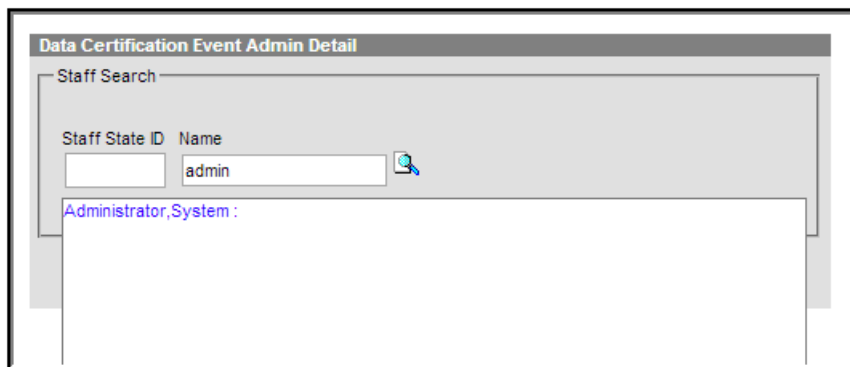 Data Certification Event Admin Detail
Staff Search
Staff State ID Name
admin
Administrator,System :